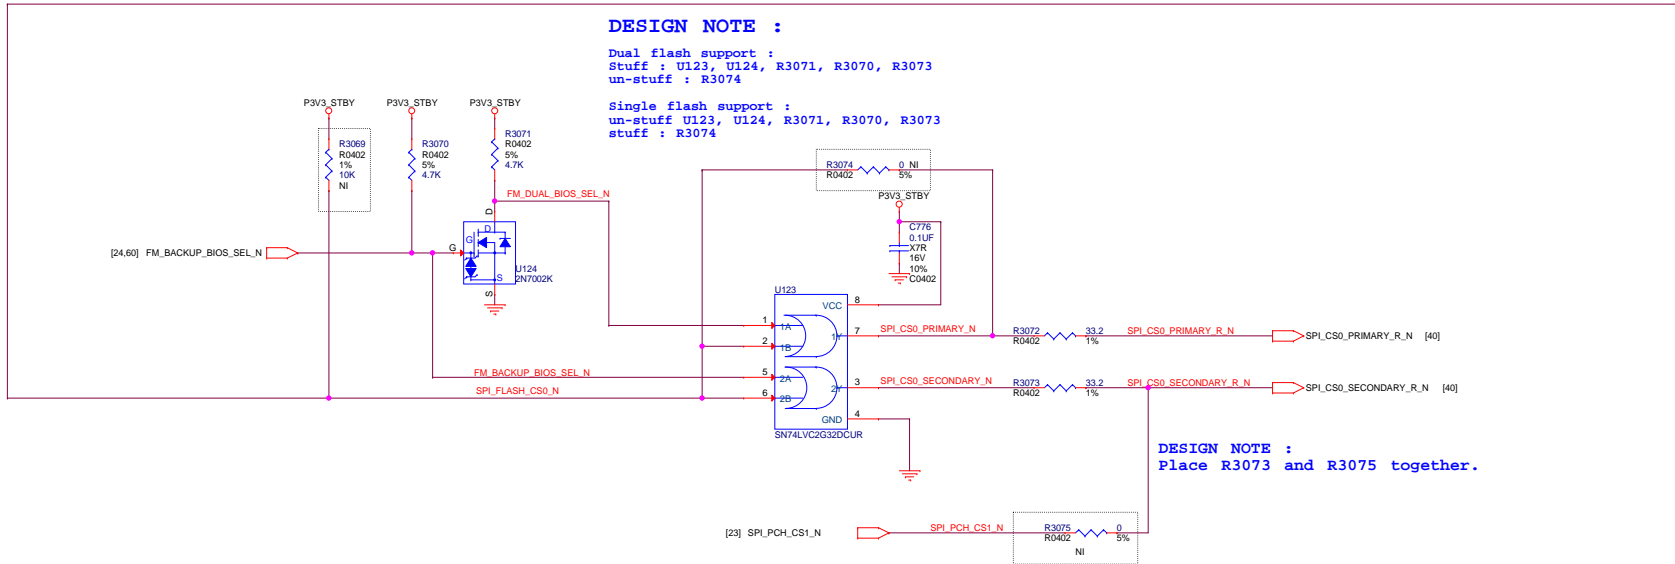 DESIGN NOTE :
Dual flash support :
Stuff : U123, U124, R3071, R3070, R3073
un-stuff : R3074
Single flash support :
un-stuff U123, U124, R3071, R3070, R3073
stuff : R3074
P3V3_STBY
P3V3_STBY
P3V3_STBY
R3069
R0402
1%
10K
NI
R3070
R0402
5%
4.7K
R3071
R0402
5%
4.7K
FM_DUAL_BIOS_SEL_N
R3074
R0402
0
NI
5%
P3V3_STBY
C776
0.1UF
X7R
16V
10%
C0402
[24,60] FM_BACKUP_BIOS_SEL_N
G
D
G
D
S
S
U124
2N7002K
U123
VCC
8
1
1A
2
1B
1Y
7
5
2A
6
2B
2Y
3
GND
4
SN74LVC2G32DCUR
FM_BACKUP_BIOS_SEL_N
SPI_FLASH_CS0_N
SPI_CS0_PRIMARY_N
R3072
R0402
33.2
1%
SPI_CS0_PRIMARY_R_N
SPI_CS0_PRIMARY_R_N [40]
SPI_CS0_SECONDARY_N
R3073
R0402
33.2
1%
SPI_CS0_SECONDARY_R_N
SPI_CS0_SECONDARY_R_N [40]
DESIGN NOTE :
Place R3073 and R3075 together.
[23] SPI_PCH_CS1_N
SPI_PCH_CS1_N
R3075
R0402
0
5%
NI